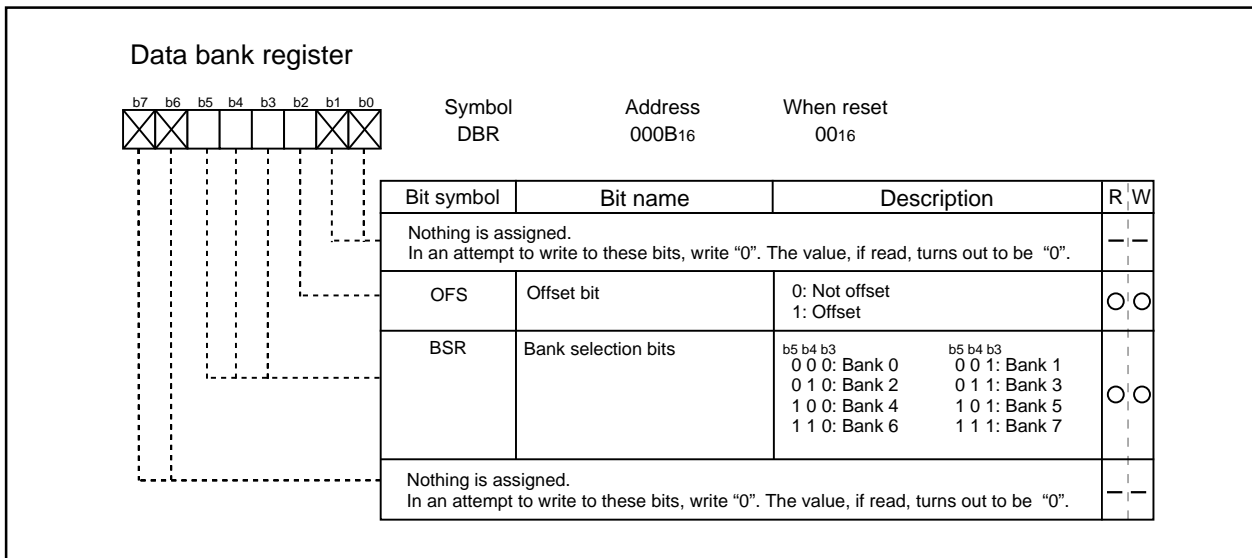 Data bank register
b7 b6 b5 b4 b3 b2 b1 b0
Symbol Address When reset
DBR 000B16 0016
Bit symbol Bit name Description R W
Nothing is assigned.
In an attempt to write to these bits, write “0”. The value, if read, turns out to be “0”.
OFS Offset bit 0: Not offset
1: Offset
BSR Bank selection bits b5 b4 b3 b5 b4 b3
0 0 0: Bank 0 0 0 1: Bank 1
0 1 0: Bank 2 0 1 1: Bank 3
1 0 0: Bank 4 1 0 1: Bank 5
1 1 0: Bank 6 1 1 1: Bank 7
Nothing is assigned.
In an attempt to write to these bits, write “0”. The value, if read, turns out to be “0”.